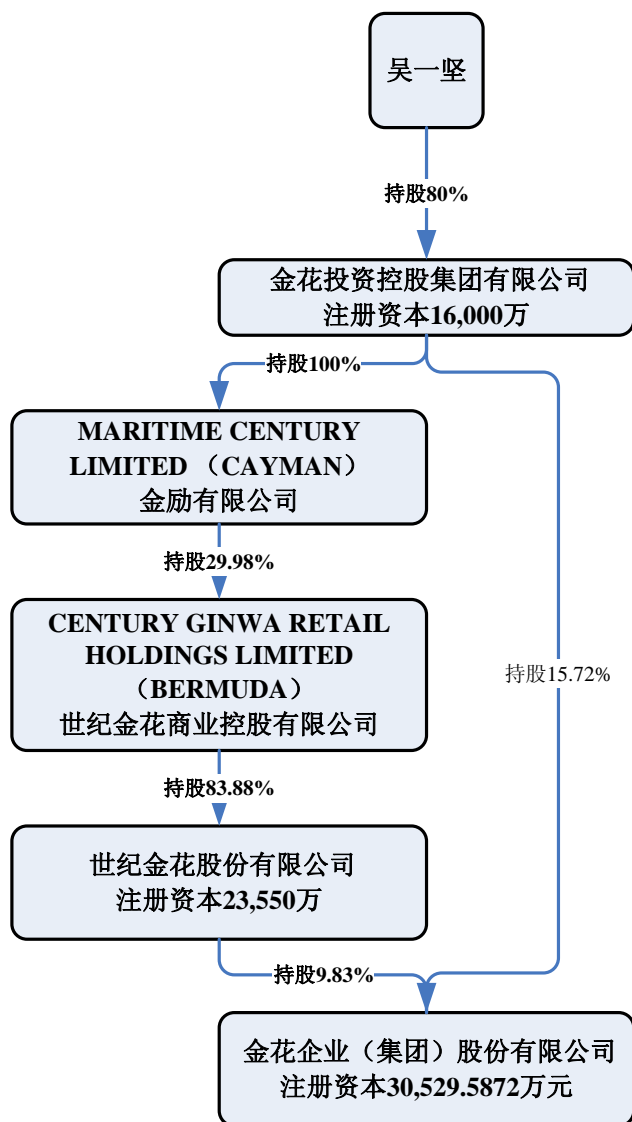 吴一坚
持股80%
金花投资控股集团有限公司
注册资本16,000万
持股100%
MARITIME CENTURY
LIMITED （CAYMAN）
金励有限公司
持股29.98%
CENTURY GINWA RETAIL
HOLDINGS LIMITED
（BERMUDA）
世纪金花商业控股有限公司
持股15.72%
持股83.88%
世纪金花股份有限公司
注册资本23,550万
持股9.83%
金花企业（集团）股份有限公司
注册资本30,529.5872万元